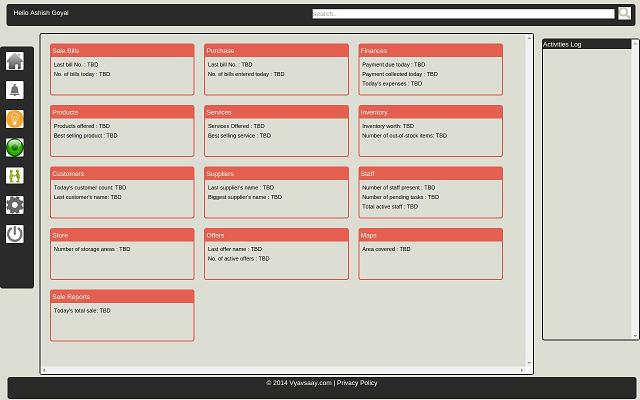 Hello Ashish Goyal
search..
Sale Bills
Last bill No. : TBD
No. of bills today : TBD
Purchase
Last bill No. : TBD
No. of bills entered today : TBD
Finances
Payment due today : TBD
Payment collected today : TBD
Today's expenses : TBD
Activities Log
Products
Products offered : TBD
Best selling product : TBD
Services
Services Offered : TBD
Best selling service : TBD
Inventory
Inventory worth: TBD
Number of out-of-stock items: TBD
Customers
Today's customer count: TBD
Last customer's name: TBD
Suppliers
Last supplier's name : TBD
Biggest supplier's name : TBD
Staff
Number of staff present : TBD
Number of pending tasks : TBD
Total active staff : TBD
Store
Number of storage areas : TBD
Offers
Last offer name : TBD
No. of active offers : TBD
Maps
Area covered : TBD
Sale Reports
Today's total sale: TBD
© 2014 Vyavsaay.com | Privacy Policy